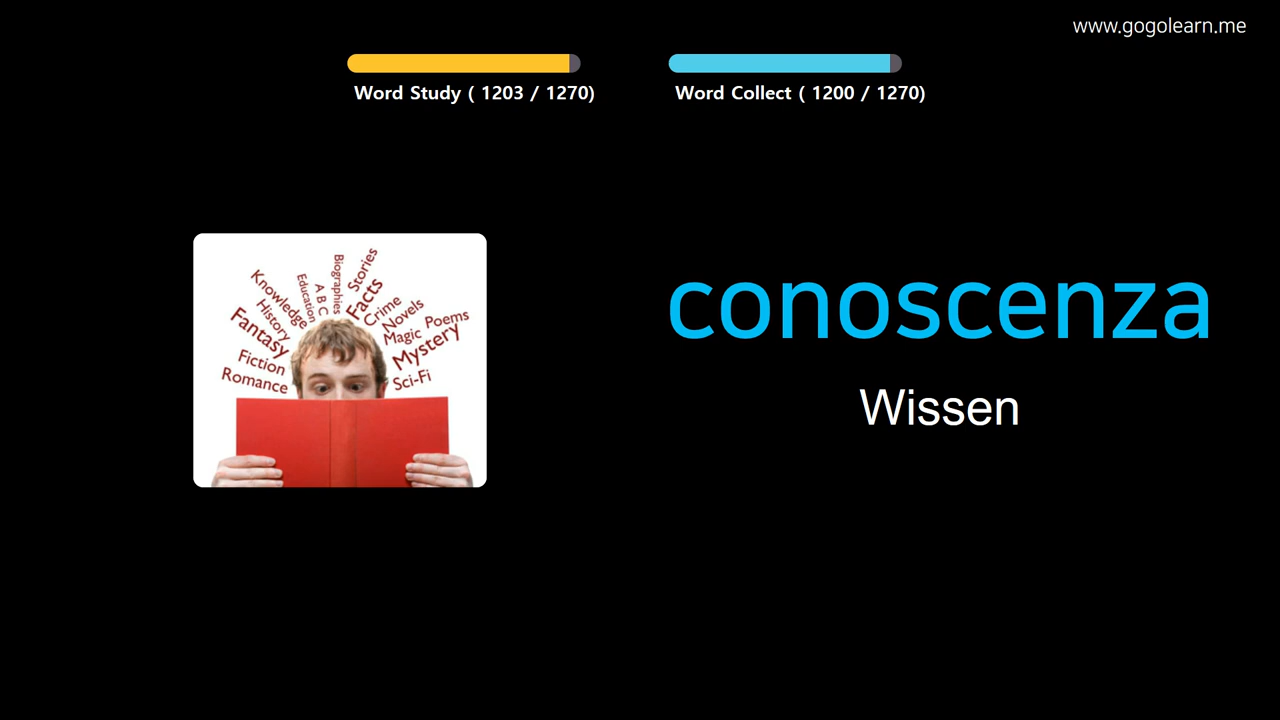 www.gogolearn.me
Word Study ( 1203 / 1270)
Word Collect ( 1200 / 1270)
conoscenza
Wissen
Knowledge
History
Fantasy
Fiction
Romance
Education
A B C
Biographies
Stories
Facts
Crime
Novels
Magic
Poems
Mystery
Sci-Fi